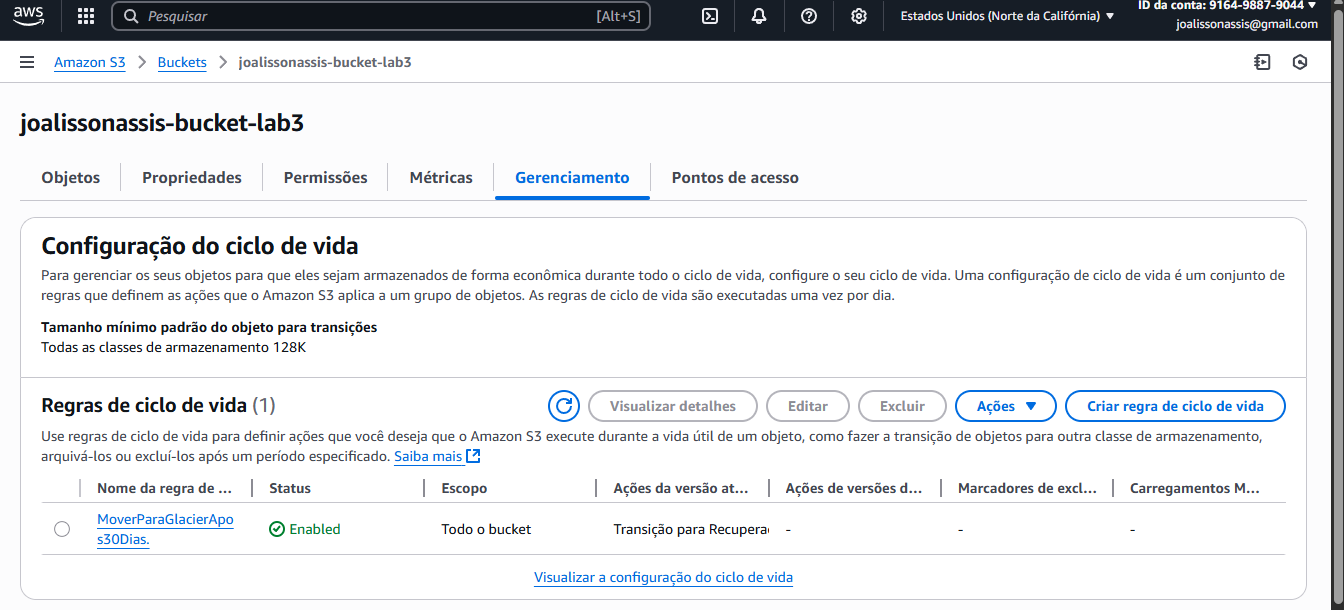 aws
Pesquisar [Alt+S] Estados Unidos (Norte da Califórnia) ID da conta: 9164-9887-9044
joalissonassis@gmail.com
Amazon S3 Buckets joalissonassis-bucket-lab3
joalissonassis-bucket-lab3
Objetos Propriedades Permissões Métricas Gerenciamento Pontos de acesso
Configuração do ciclo de vida
Para gerenciar os seus objetos para que eles sejam armazenados de forma econômica durante todo o ciclo de vida, configure o seu ciclo de vida. Uma configuração de ciclo de vida é um conjunto de
regras que definem as ações que o Amazon S3 aplica a um grupo de objetos. As regras de ciclo de vida são executadas uma vez por dia.
Tamanho mínimo padrão do objeto para transições
Todas as classes de armazenamento 128K
Regras de ciclo de vida (1) Visualizar detalhes Editar Excluir Ações Criar regra de ciclo de vida
Use regras de ciclo de vida para definir ações que você deseja que o Amazon S3 execute durante a vida útil de um objeto, como fazer a transição de objetos para outra classe de armazenamento,
arquivá-los ou excluí-los após um período especificado. Saiba mais
Nome da regra de ... Status Escopo Ações da versão at... Ações de versões d... Marcadores de excl... Carregamentos M...
MoverParaGlacierApo
s30Dias. Enabled Todo o bucket Transição para Recupera - - -
Visualizar a configuração do ciclo de vida